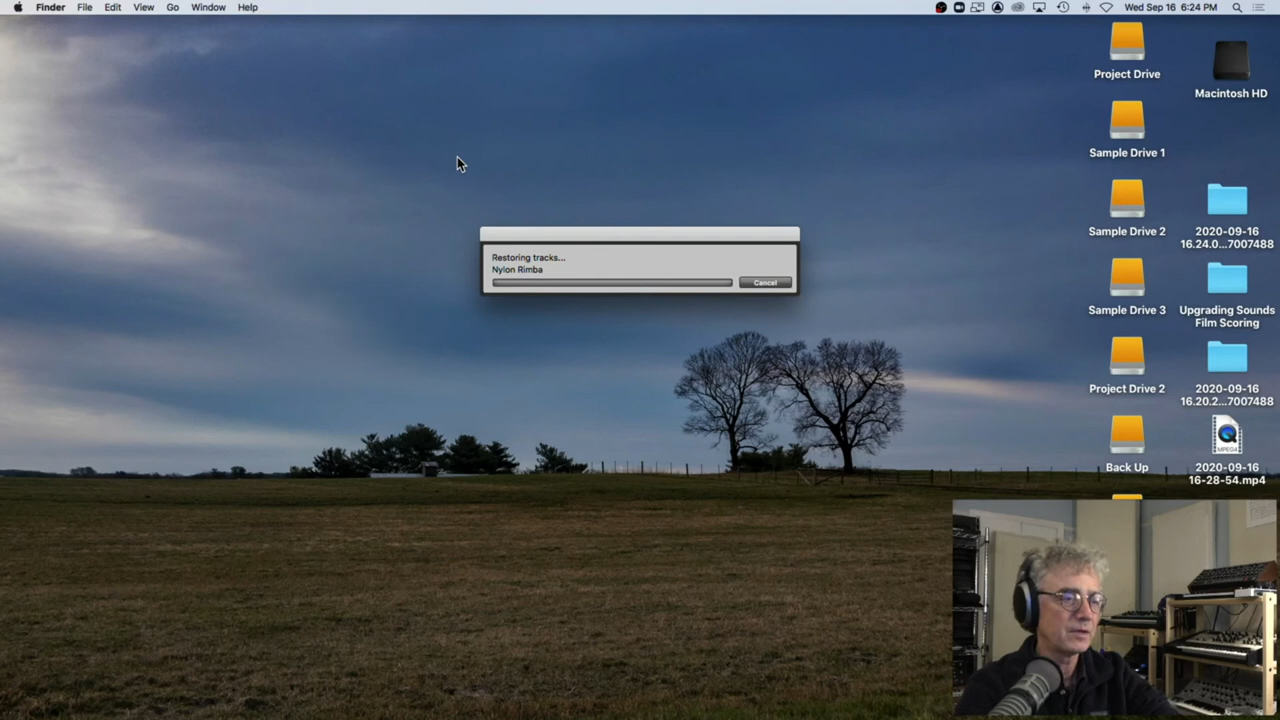 Finder File Edit View Go Window Help
Wed Sep 16 6:24 PM
Project Drive
Macintosh HD
Sample Drive 1
Sample Drive 2
2020-09-16
16.24.0...7007488
Restoring tracks...
Nylon Rimba
Cancel
Sample Drive 3
Upgrading Sounds
Film Scoring
Project Drive 2
2020-09-16
16.20.2...7007488
MPEG4
Back Up
2020-09-16
16-28-54.mp4